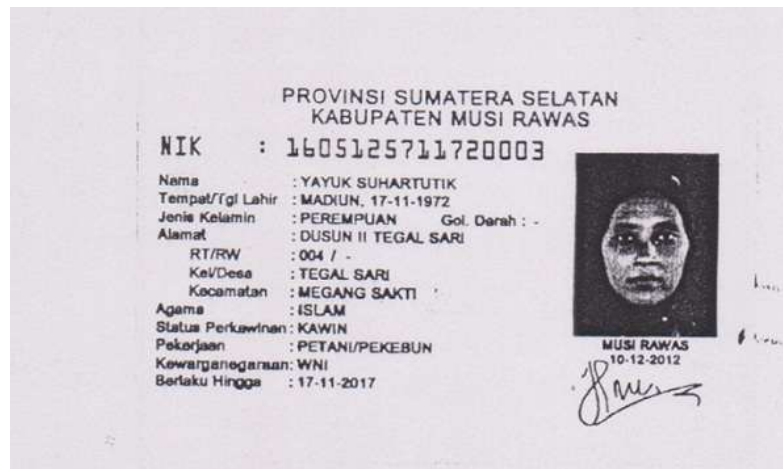 PROVINSI SUMATERA SELATAN
KABUPATEN MUSI RAWAS
NIK : 1605125711720003
Nama : YAYUK SUHARTUTIK
Tempat/Tgl Lahir : MADIUN, 17-11-1972
Jenis Kelamin : PEREMPUAN Gol. Darah : -
Alamat : DUSUN II TEGAL SARI
RT/RW : 004 / -
Kel/Desa : TEGAL SARI
Kecamatan : MEGANG SAKTI
Agama : ISLAM
Status Perkawinan : KAWIN
Pekerjaan : PETANI/PEKEBUN
Kewarganegaraan: WNI
Berlaku Hingga : 17-11-2017
MUSI RAWAS
10-12-2012